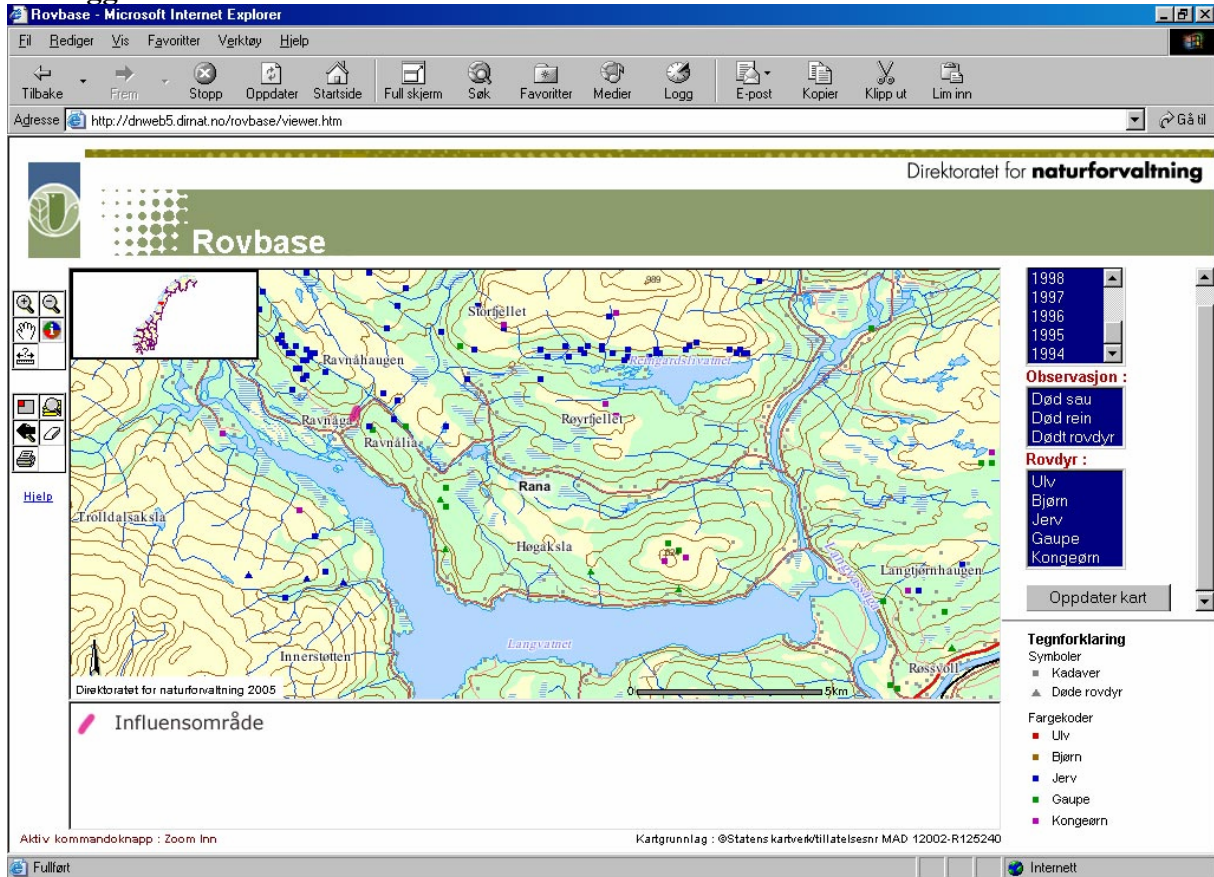 Rovbase - Microsoft Internet Explorer
Fil Rediger Vis Favoritter Verktøy Hjelp
Tilbake Frem Stopp Oppdater Startside Full skjerm Søk Favoritter Medier Logg E-post Kopier Klipp ut Lim inn
Adresse http://dnweb5.dirnat.no/rovbase/viewer.htm Gå til
Direktoratet for naturforvaltning
Rovbase
Hjelp
989
Storfjellet
Ravnåhaugen
Reingardslivatnet
Ravnåga
Røyrfjellet
Ravnålia
Rana
Trolldalsaksla
Høgaksla
Langtjørnhaugen
Langvassåga
Langvatnet
Innerstøtten
Røssvoll
Direktoratet for naturforvaltning 2005
0 5km
Influensområde
1998
1997
1996
1995
1994
Observasjon :
Død sau
Død rein
Dødt rovdyr
Rovdyr :
Ulv
Bjørn
Jerv
Gaupe
Kongeørn
Oppdater kart
Tegnforklaring
Symboler
Kadaver
Døde rovdyr
Fargekoder
Ulv
Bjørn
Jerv
Gaupe
Kongeørn
Aktiv kommandoknapp : Zoom Inn
Kartgrunnlag : ©Statens kartverk/tillatelsesnr MAD 12002-R125240
Fullført Internett